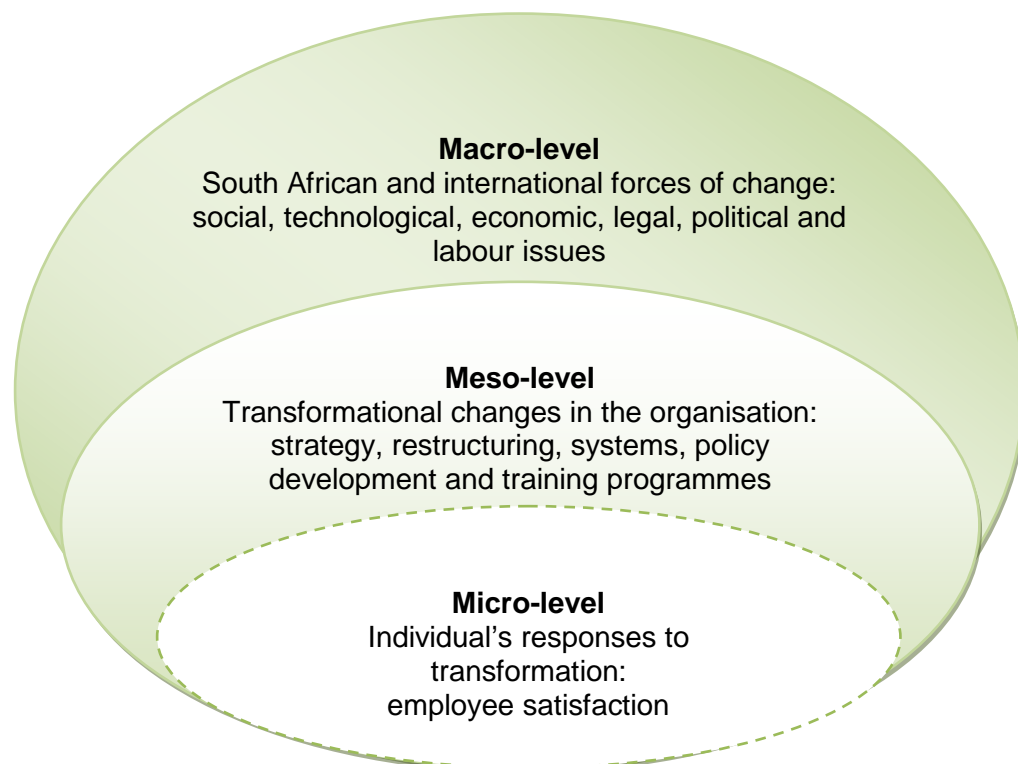 Macro-level
South African and international forces of change:
social, technological, economic, legal, political and
labour issues
Meso-level
Transformational changes in the organisation:
strategy, restructuring, systems, policy
development and training programmes
Micro-level
Individual’s responses to
transformation:
employee satisfaction